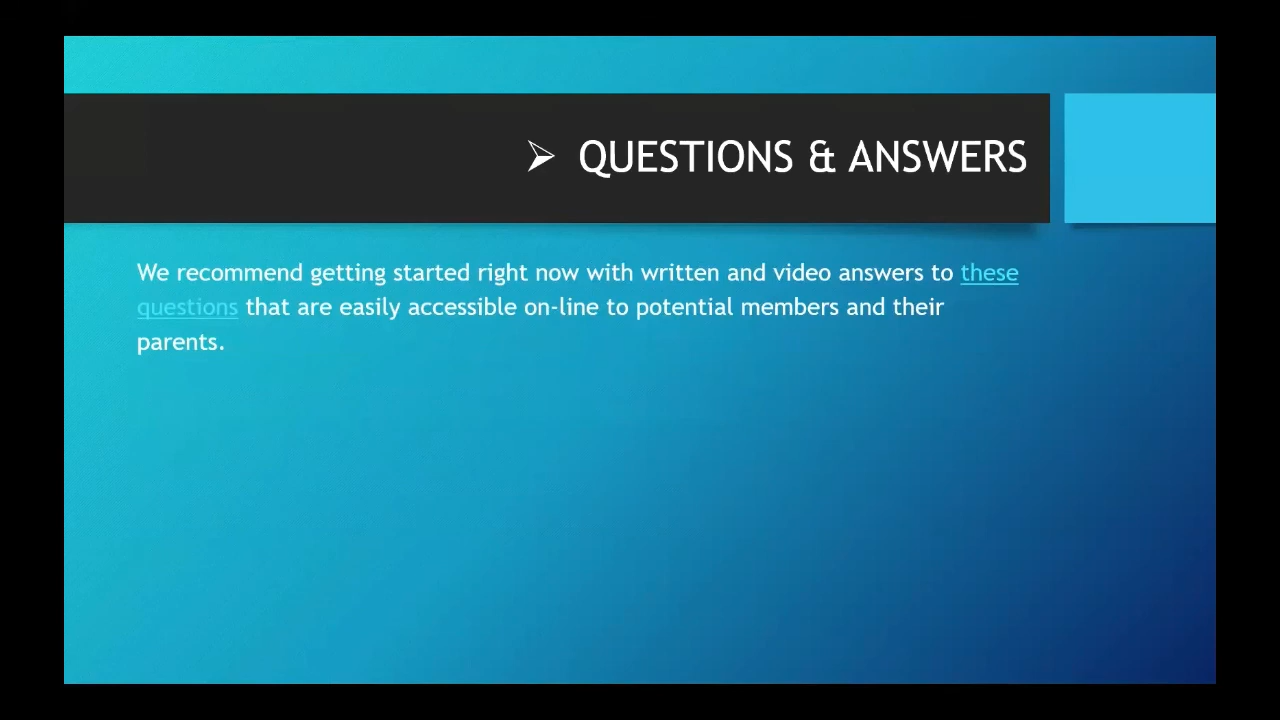 ➢ QUESTIONS & ANSWERS
We recommend getting started right now with written and video answers to these
questions that are easily accessible on-line to potential members and their
parents.